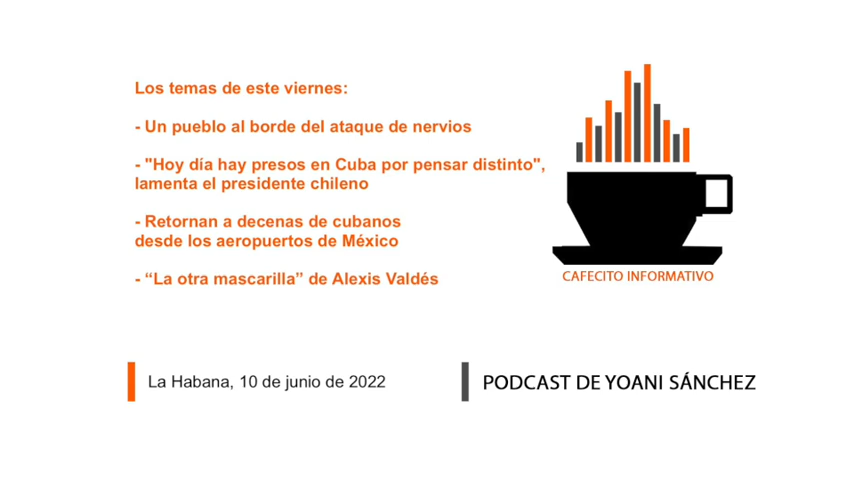 Los temas de este viernes:
- Un pueblo al borde del ataque de nervios
- "Hoy día hay presos en Cuba por pensar distinto",
lamenta el presidente chileno
- Retornan a decenas de cubanos
desde los aeropuertos de México
- “La otra mascarilla” de Alexis Valdés
CAFECITO INFORMATIVO
La Habana, 10 de junio de 2022
PODCAST DE YOANI SÁNCHEZ